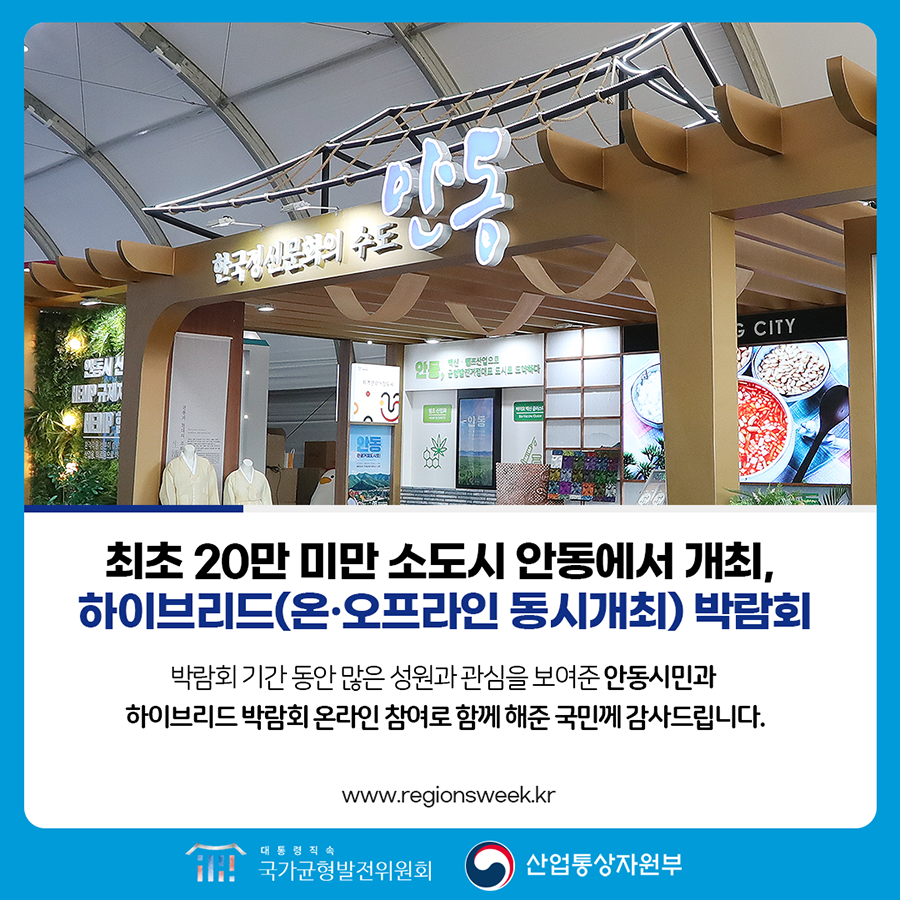 안동
한국정신문화의 수도
G CITY
안동,
안동
안동
최초 20만 미만 소도시 안동에서 개최,
하이브리드(온·오프라인 동시개최) 박람회
박람회 기간 동안 많은 성원과 관심을 보여준 안동시민과
하이브리드 박람회 온라인 참여로 함께 해준 국민께 감사드립니다.
www.regionsweek.kr
대통령직속
국가균형발전위원회
산업통상자원부